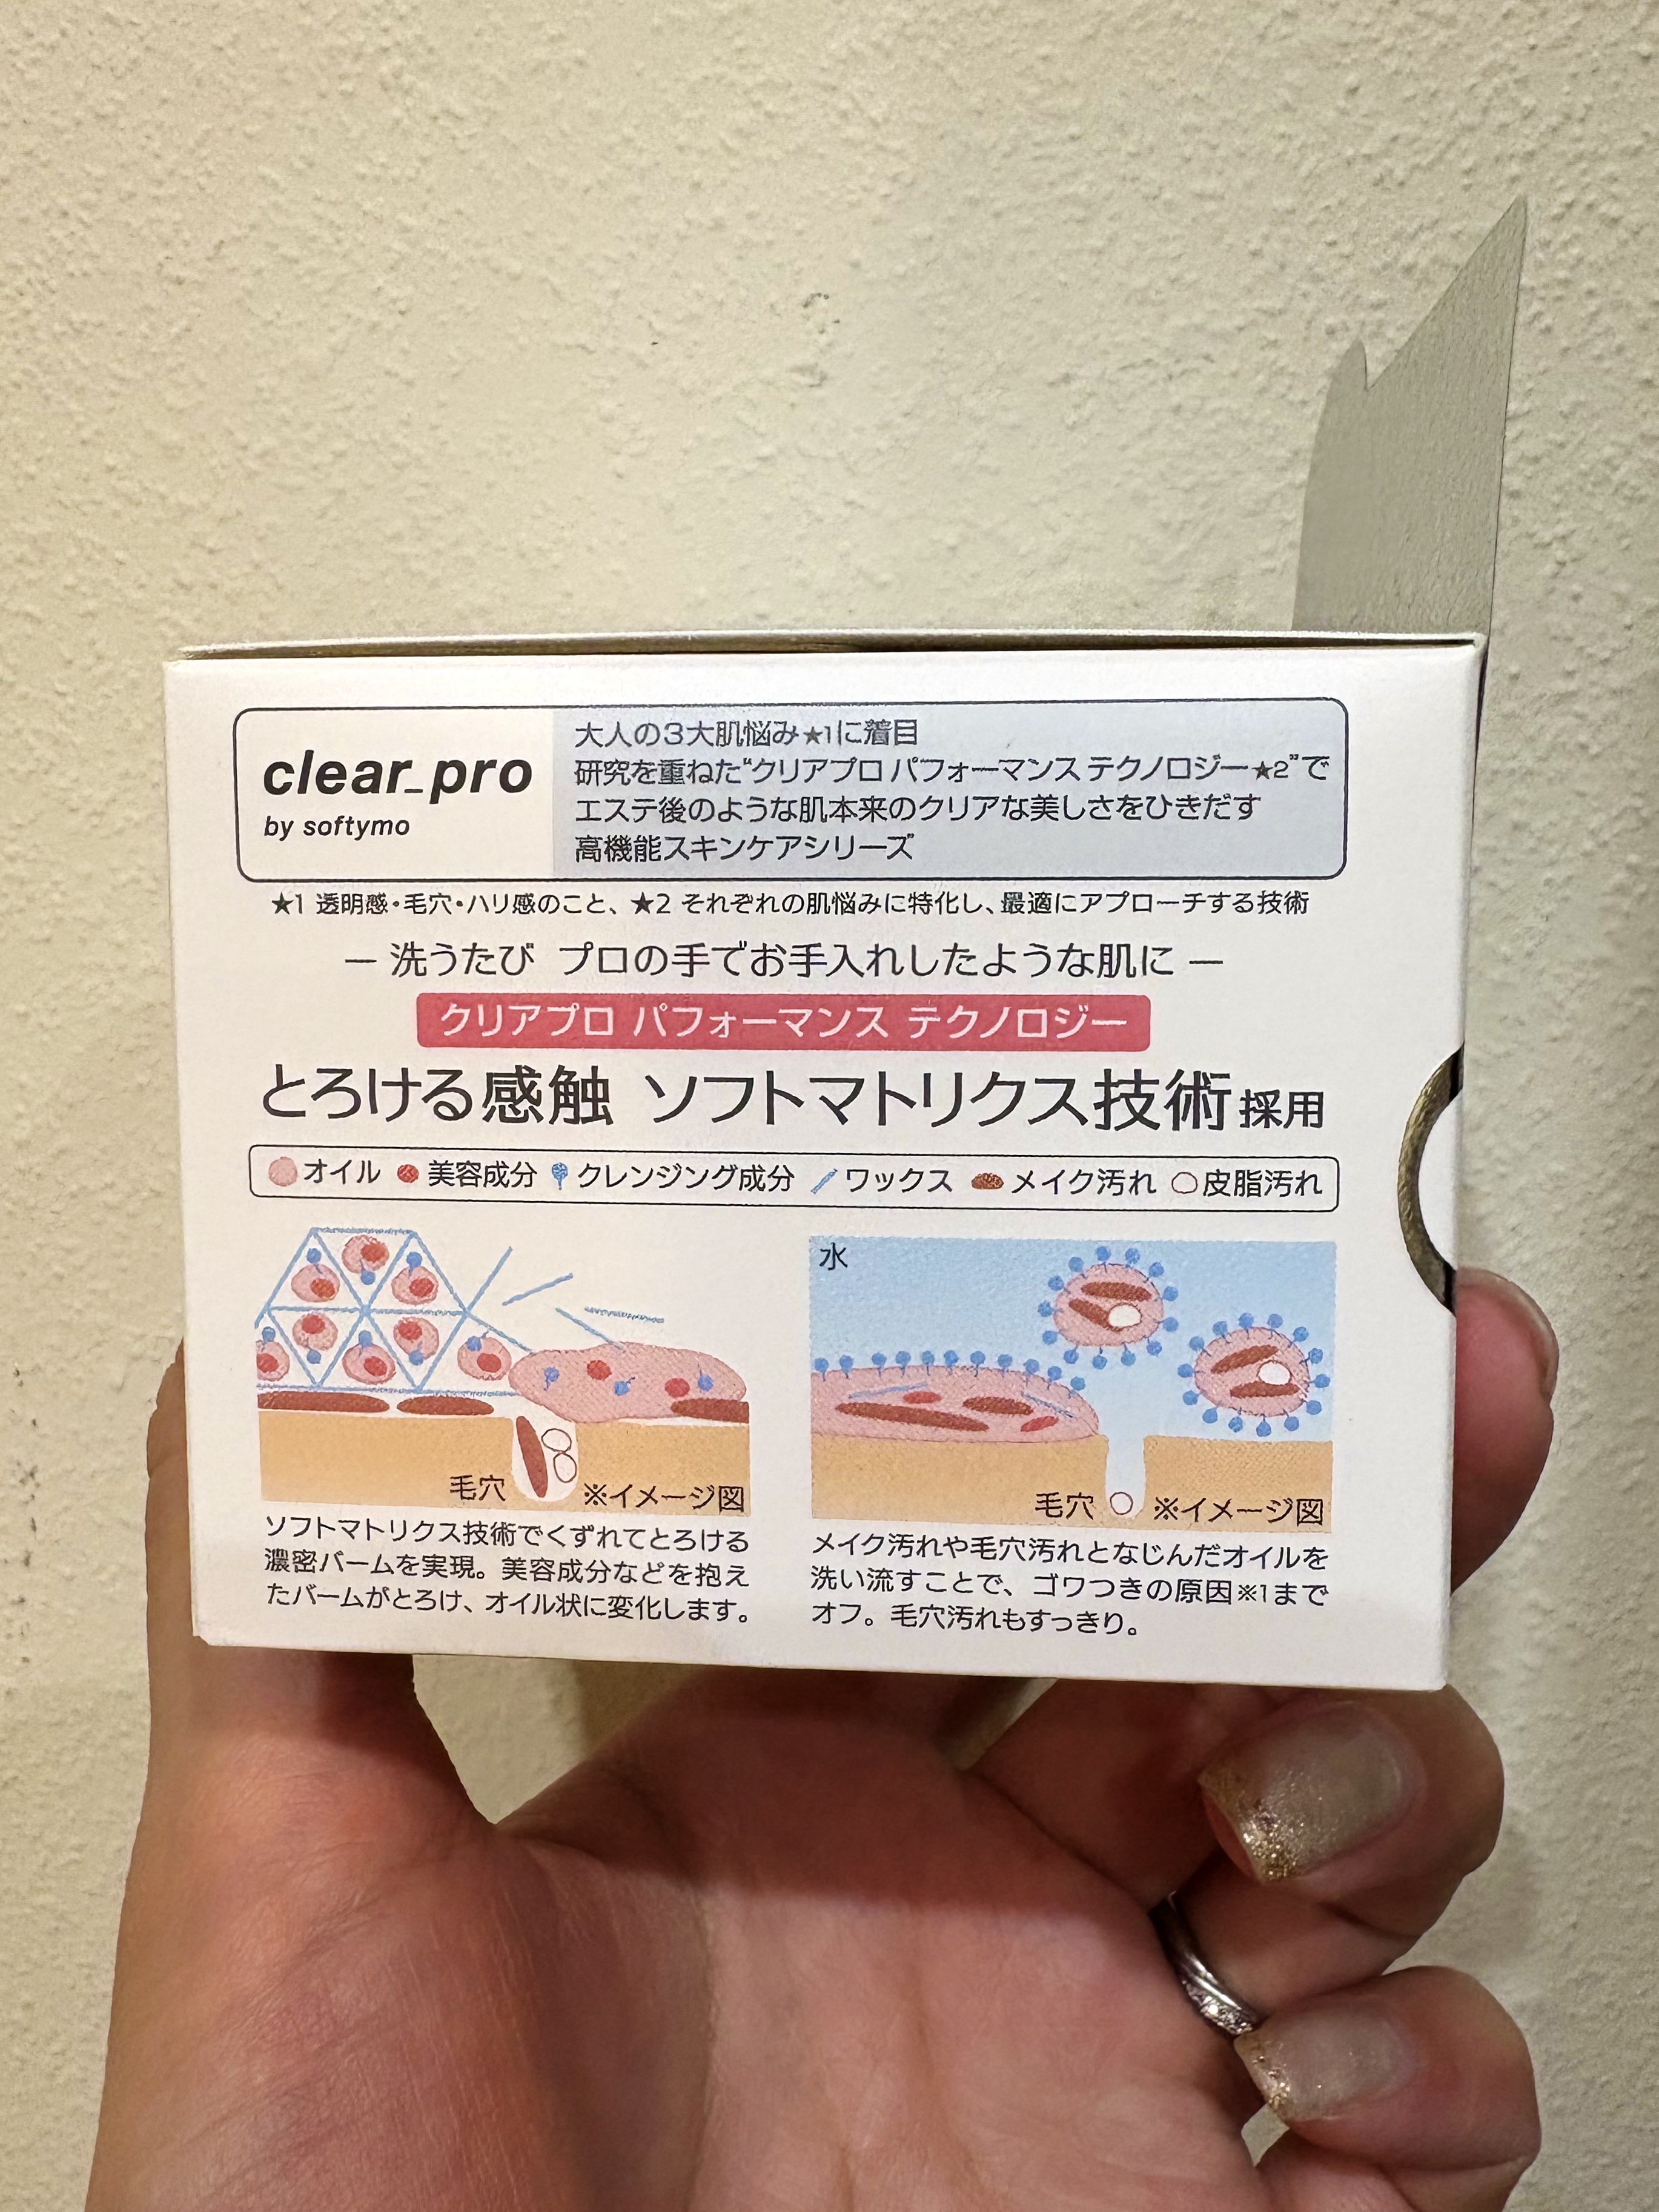 clear_pro
by softymo
大人の3大肌悩み★1に着目
研究を重ねた“クリアプロ パフォーマンス テクノロジー★2”で
エステ後のような肌本来のクリアな美しさをひきだす
高機能スキンケアシリーズ
★1 透明感・毛穴・ハリ感のこと、★2 それぞれの肌悩みに特化し、最適にアプローチする技術
― 洗うたび プロの手でお手入れしたような肌に ―
クリアプロ パフォーマンス テクノロジー
とろける感触 ソフトマトリクス技術採用
オイル 美容成分 クレンジング成分 ワックス メイク汚れ 皮脂汚れ
毛穴 ※イメージ図
ソフトマトリクス技術でくずれてとろける
濃密バームを実現。美容成分などを抱え
たバームがとろけ、オイル状に変化します。
水
毛穴 ※イメージ図
メイク汚れや毛穴汚れとなじんだオイルを
洗い流すことで、ゴワつきの原因※1まで
オフ。毛穴汚れもすっきり。